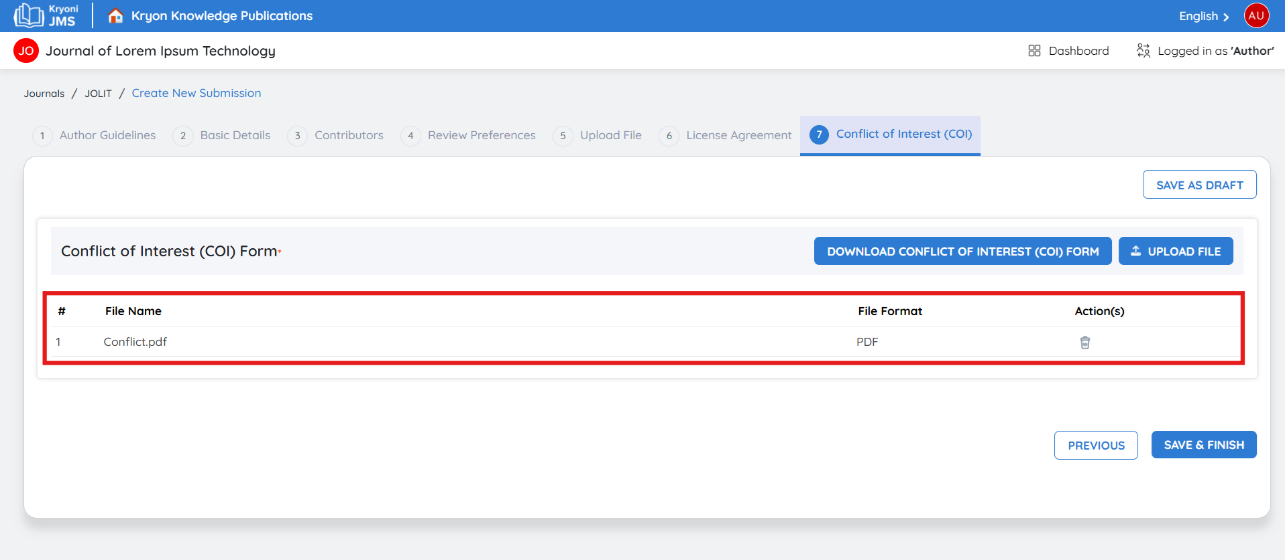 Kryoni
JMS
Kryon Knowledge Publications
English
AU
JO
Journal of Lorem Ipsum Technology
Dashboard
Logged in as 'Author'
Journals / JOLIT / Create New Submission
1 Author Guidelines
2 Basic Details
3 Contributors
4 Review Preferences
5 Upload File
6 License Agreement
7 Conflict of Interest (COI)
SAVE AS DRAFT
Conflict of Interest (COI) Form*
DOWNLOAD CONFLICT OF INTEREST (COI) FORM
UPLOAD FILE
# File Name File Format Action(s)
1 Conflict.pdf PDF
PREVIOUS
SAVE & FINISH